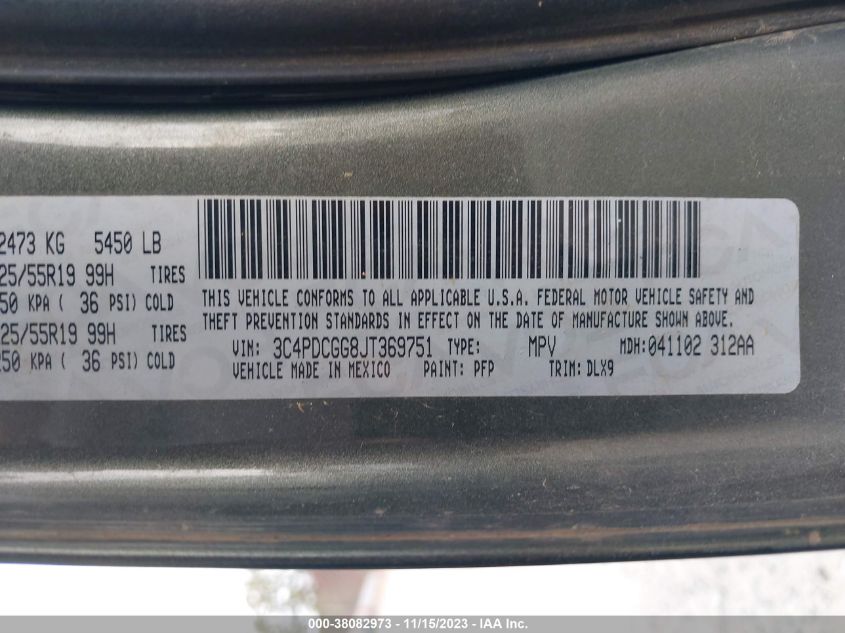 2473 KG 5450 LB
25/55R19 99H TIRES
50 KPA ( 36 PSI) COLD
25/55R19 99H TIRES
250 KPA ( 36 PSI) COLD
THIS VEHICLE CONFORMS TO ALL APPLICABLE U.S.A. FEDERAL MOTOR VEHICLE SAFETY AND
THEFT PREVENTION STANDARDS IN EFFECT ON THE DATE OF MANUFACTURE SHOWN ABOVE.
VIN: 3C4PDCGG8JT369751 TYPE: MPV MDH:041102 312AA
VEHICLE MADE IN MEXICO PAINT: PFP TRIM: DLX9
000-38082973 - 11/15/2023 - IAA Inc.